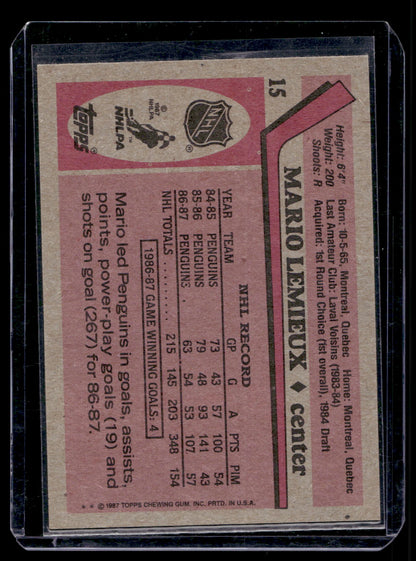 15
MARIO LEMIEUX ♦ center
Height: 6'4" Born: 10-5-65, Montreal, Quebec Home: Montreal, Quebec
Weight: 200 Last Amateur Club: Laval Voisins (1983-84)
Shoots: R Acquired: 1st Round Choice (1st overall), 1984 Draft
NHL
© 1987 NHLPA
NHLPA™
topps
NHL RECORD
YEAR TEAM GP G A PTS PIM
84-85 PENGUINS 73 43 57 100 54
85-86 PENGUINS 79 48 93 141 43
86-87 PENGUINS 63 54 53 107 57
NHL TOTALS 215 145 203 348 154
1986-87 GAME WINNING GOALS: 4
Mario led Penguins in goals, assists,
points, power-play goals (19) and
shots on goal (267) for 86-87.
* * © 1987 TOPPS CHEWING GUM, INC. PRTD. IN U.S.A.